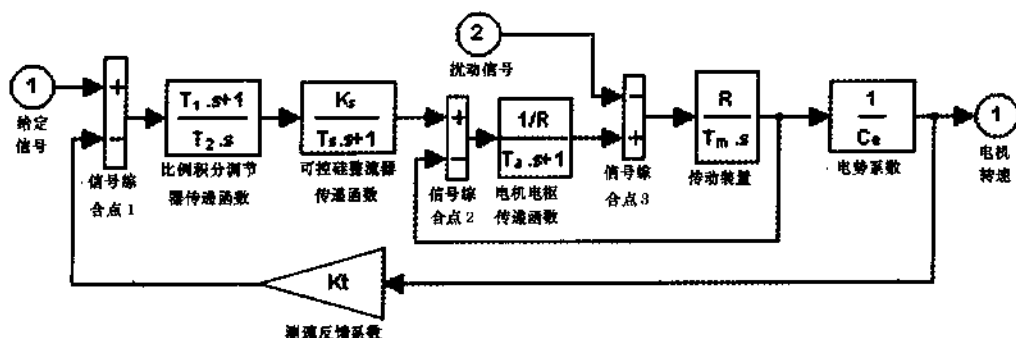 1
给定
信号
信号综
合点 1
T₁ .s+1
T₂ .s
比例积分调节
器传递函数
Kₛ
Tₛ.s+1
可控硅整流器
传递函数
2
扰动信号
信号综
合点 2
1/R
Tₐ .s+1
电机电枢
传递函数
信号综
合点 3
R
Tₘ .s
传动装置
1
Cₑ
电势系数
1
电机
转速
Kt
测速反馈系数